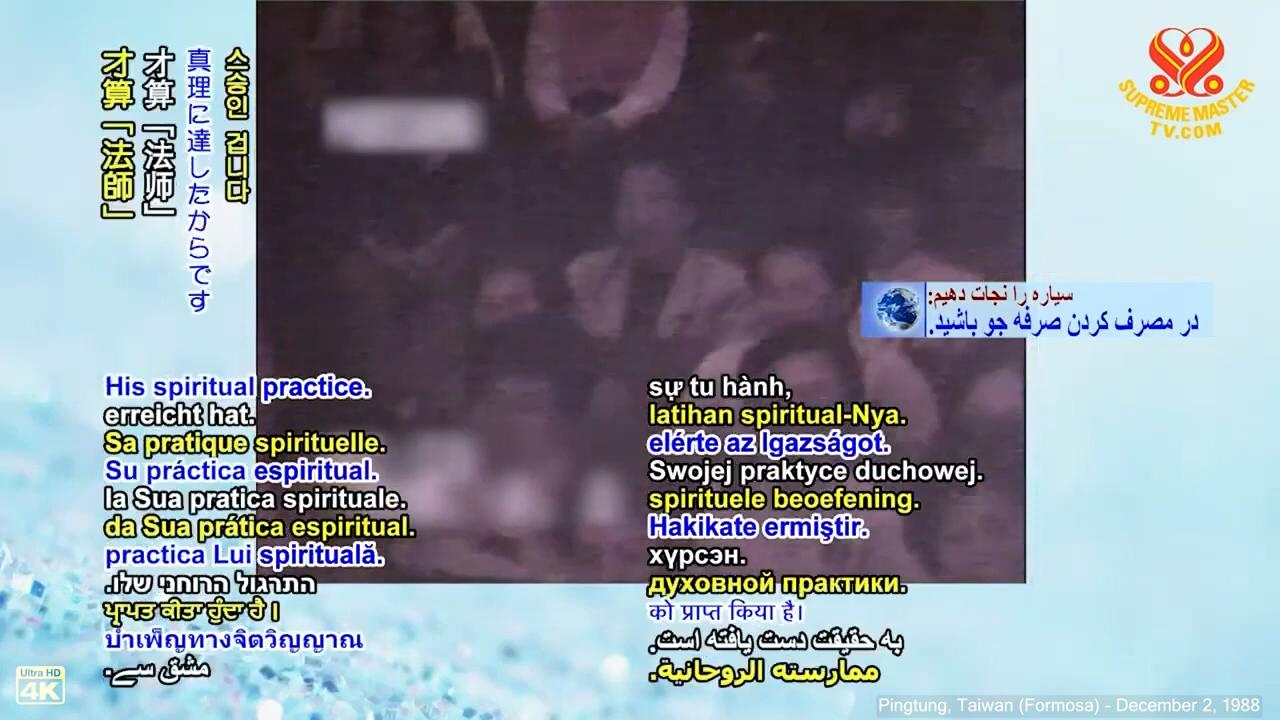 스승인 겁니다
真理に達したからです
才算「法师」
才算「法師」
SUPREME MASTER
TV.COM
سیاره را نجات دهیم:
در مصرف کردن صرفه جو باشید.
His spiritual practice.
erreicht hat.
Sa pratique spirituelle.
Su práctica espiritual.
la Sua pratica spirituale.
da Sua prática espiritual.
practica Lui spirituală.
התרגול הרוחני שלו.
ਪ੍ਰਾਪਤ ਕੀਤਾ ਹੁੰਦਾ ਹੈ।
บำเพ็ญทางจิตวิญญาณ
مشق سے۔
sự tu hành,
latihan spiritual-Nya.
elérte az Igazságot.
Swojej praktyce duchowej.
spirituele beoefening.
Hakikate ermiştir.
хүрсэн.
духовной практики.
को प्राप्त किया है।
به حقیقت دست یافته است.
ممارسته الروحانية.
Ultra HD
4K
Pingtung, Taiwan (Formosa) - December 2, 1988